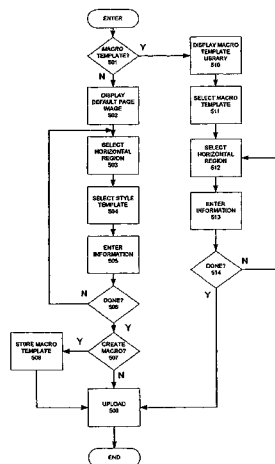 ENTER
MACRO
TEMPLATE?
501
Y
N
DISPLAY
DEFAULT PAGE
IMAGE
502
SELECT
HORIZONTAL
REGION
503
SELECT STYLE
TEMPLATE
504
ENTER
INFORMATION
505
N
DONE?
506
Y
CREATE
MACRO?
507
Y
N
STORE MACRO
TEMPLATE
508
UPLOAD
END
DISPLAY MACRO
TEMPLATE
LIBRARY
510
SELECT MACRO
TEMPLATE
511
SELECT
HORIZONTAL
REGION
512
ENTER
INFORMATION
513
DONE?
514
N
Y